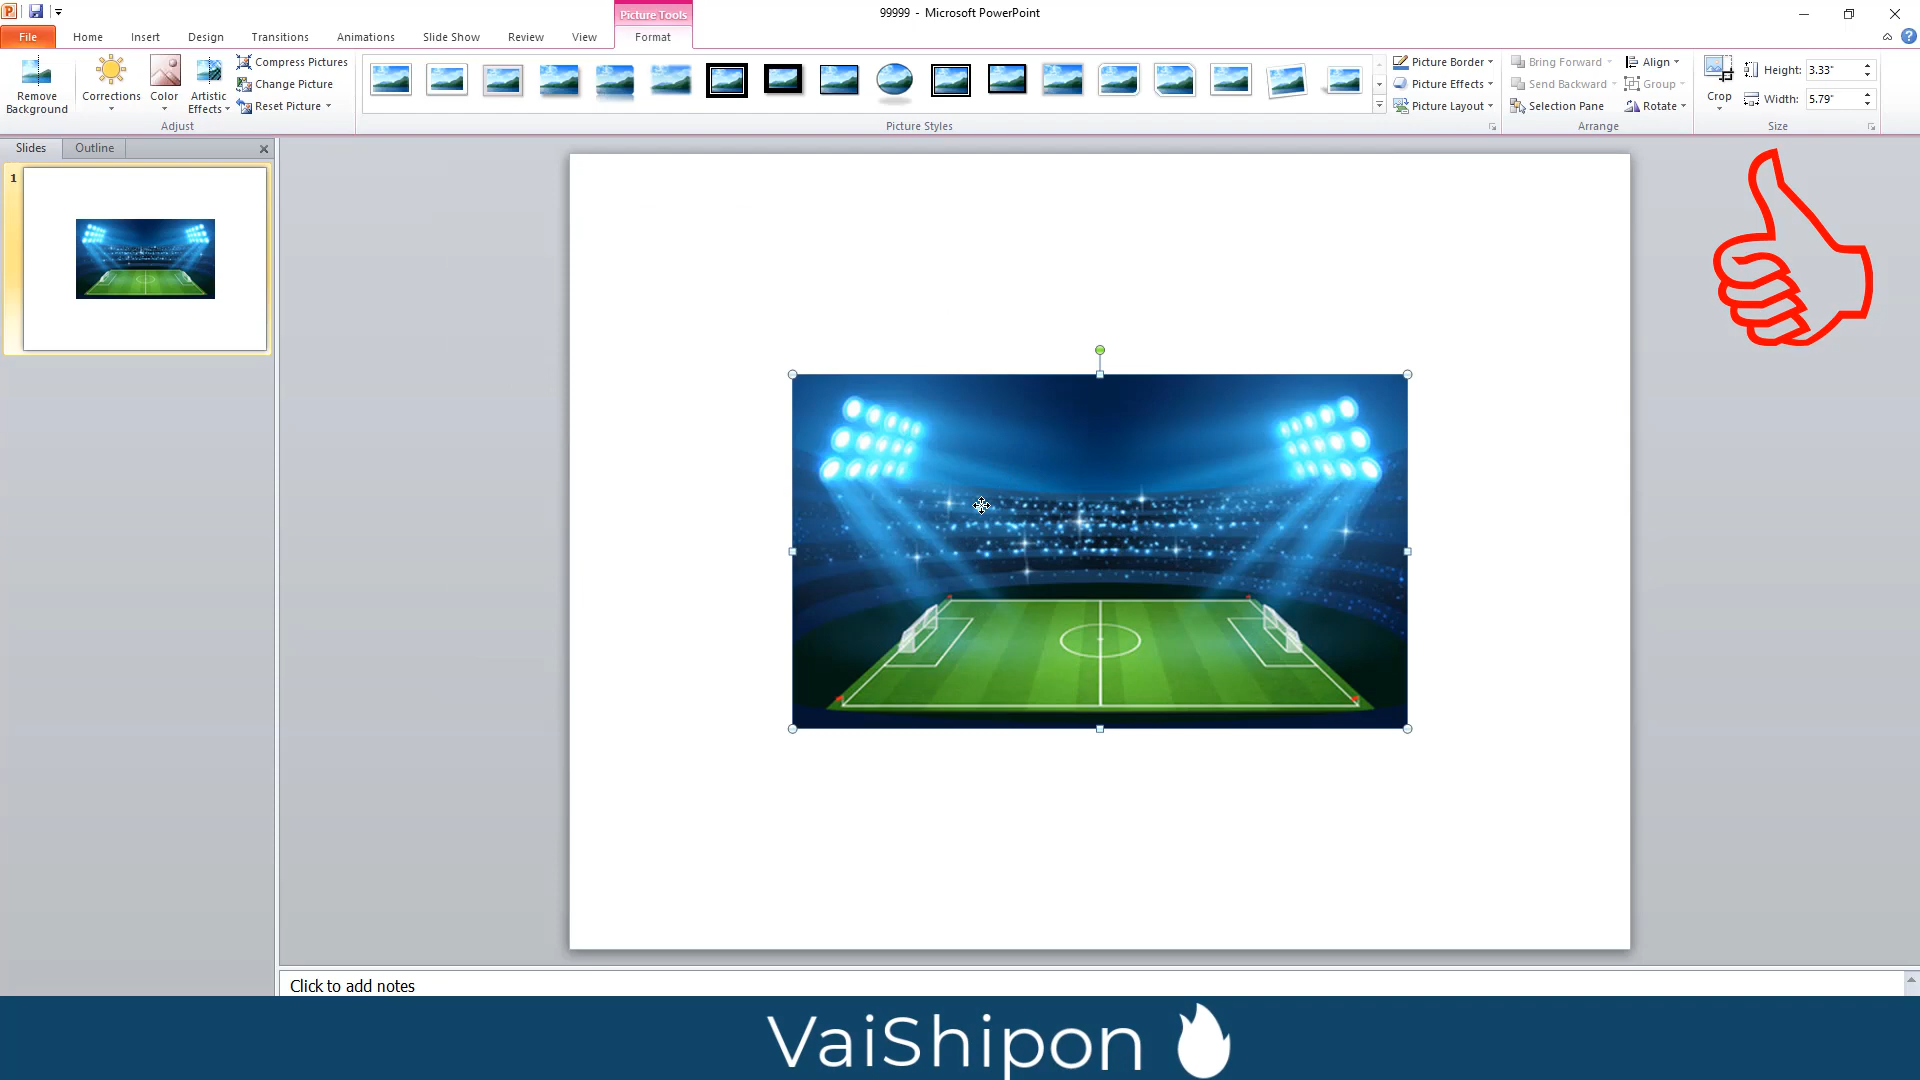 99999 - Microsoft PowerPoint
Picture Tools
File Home Insert Design Transitions Animations Slide Show Review View Format
Remove Background
Corrections
Color
Artistic Effects
Compress Pictures
Change Picture
Reset Picture
Adjust
Picture Styles
Picture Border
Picture Effects
Picture Layout
Bring Forward
Send Backward
Selection Pane
Align
Group
Rotate
Arrange
Crop
Height: 3.33"
Width: 5.79"
Size
Slides Outline
1
Click to add notes
VaiShipon